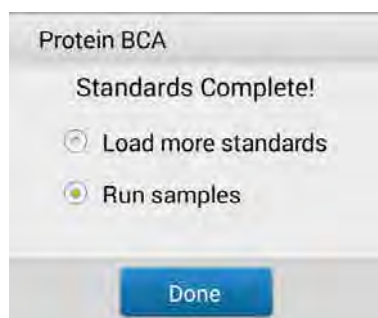 Protein BCA
Standards Complete!
Load more standards
Run samples
Done